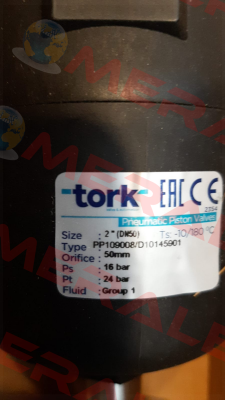 tork EAC CE
Pneumatic Piston Valves
Size : 2" (DN50) Ts: -10/180 °C
Type PP109008/D10145901
Orifice : 50mm
Ps : 16 bar
Pt : 24 bar
Fluid : Group 1